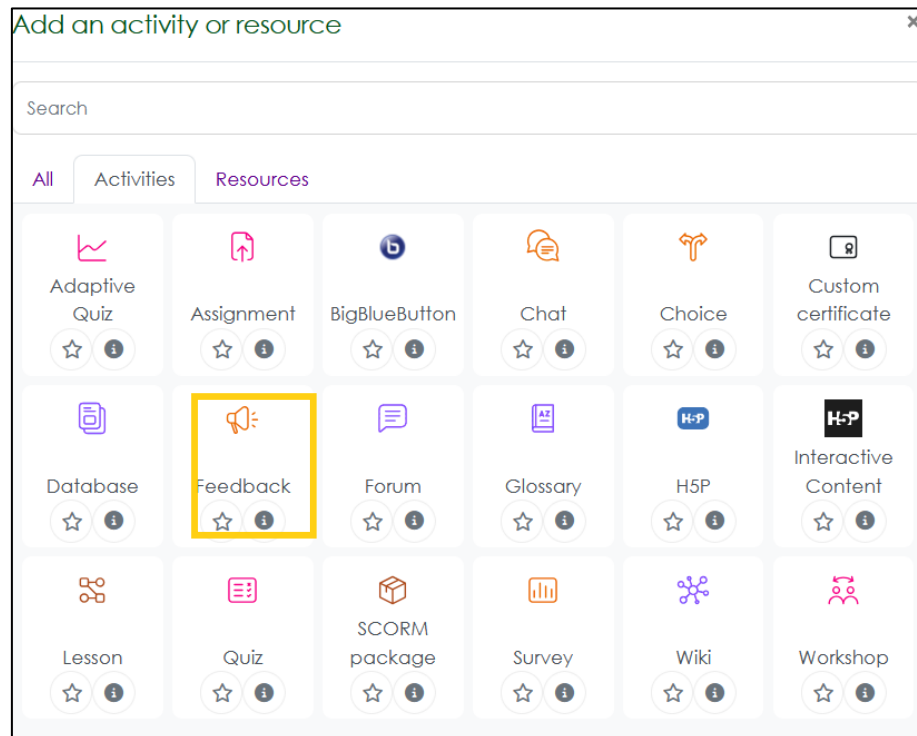 Add an activity or resource
×
Search
All Activities Resources
Adaptive Quiz
Assignment
BigBlueButton
Chat
Choice
Custom certificate
Database
Feedback
Forum
Glossary
H5P
Interactive Content
Lesson
Quiz
SCORM package
Survey
Wiki
Workshop